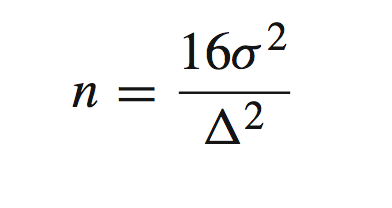 n = 16σ² / Δ²